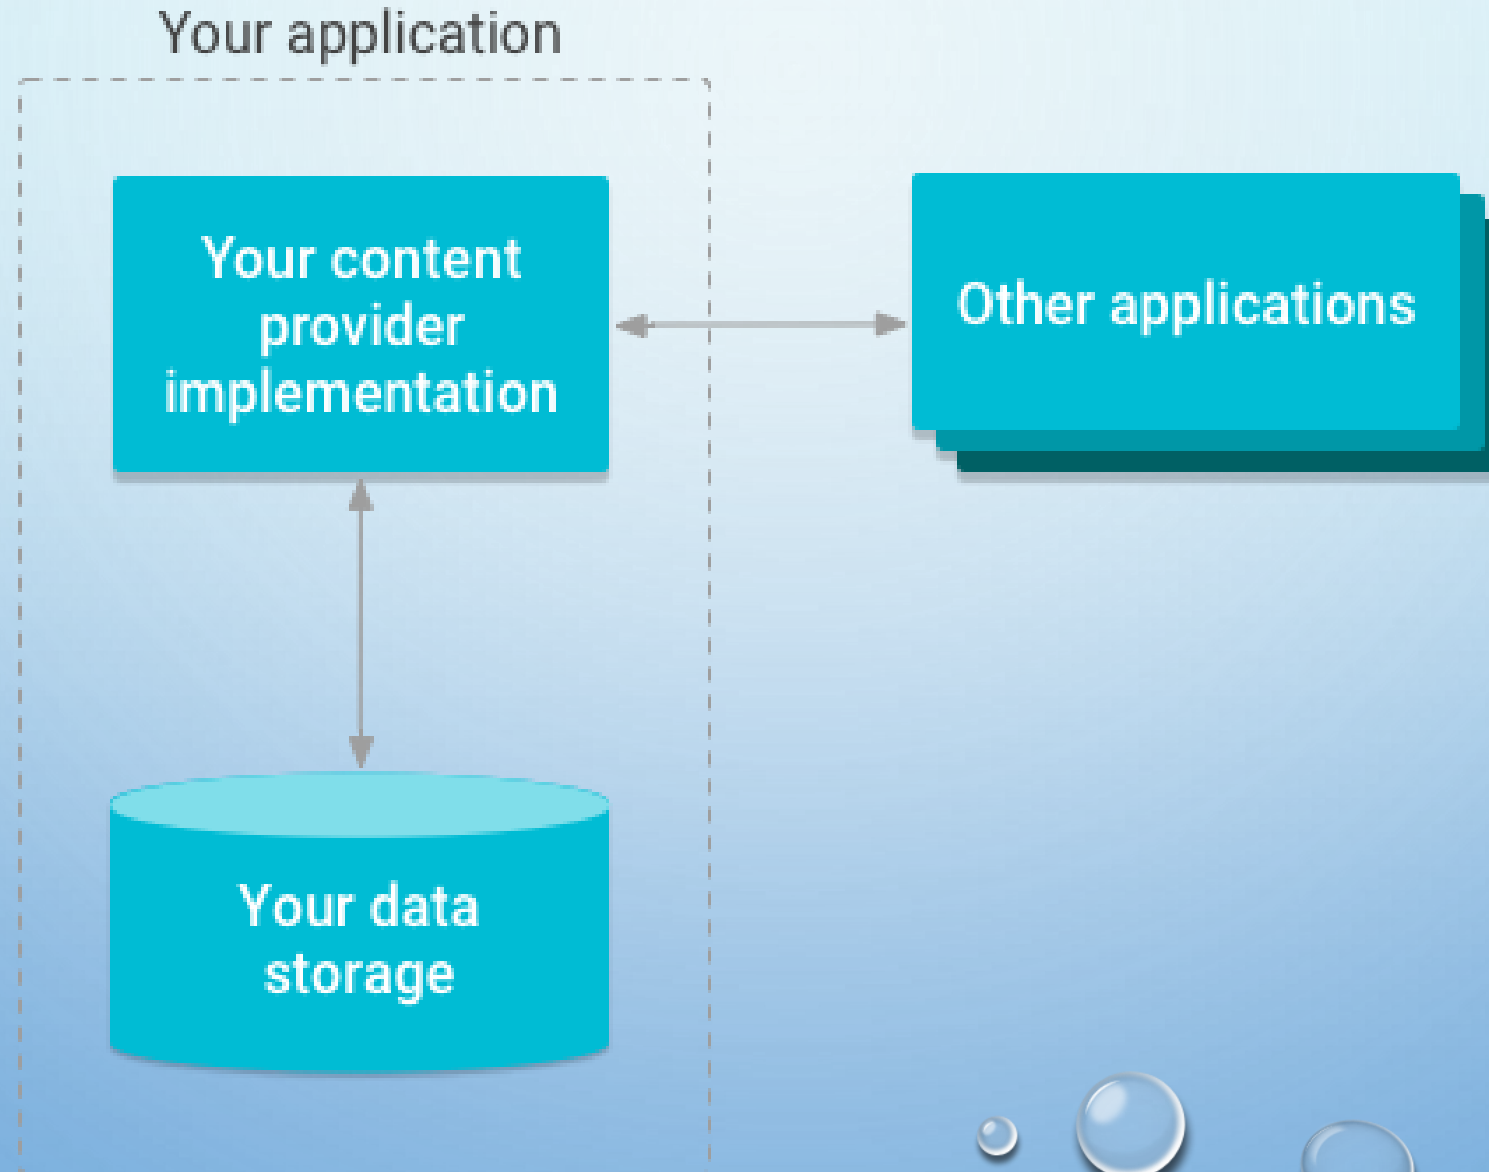 Your application
Your content
provider
implementation
Other applications
Your data
storage